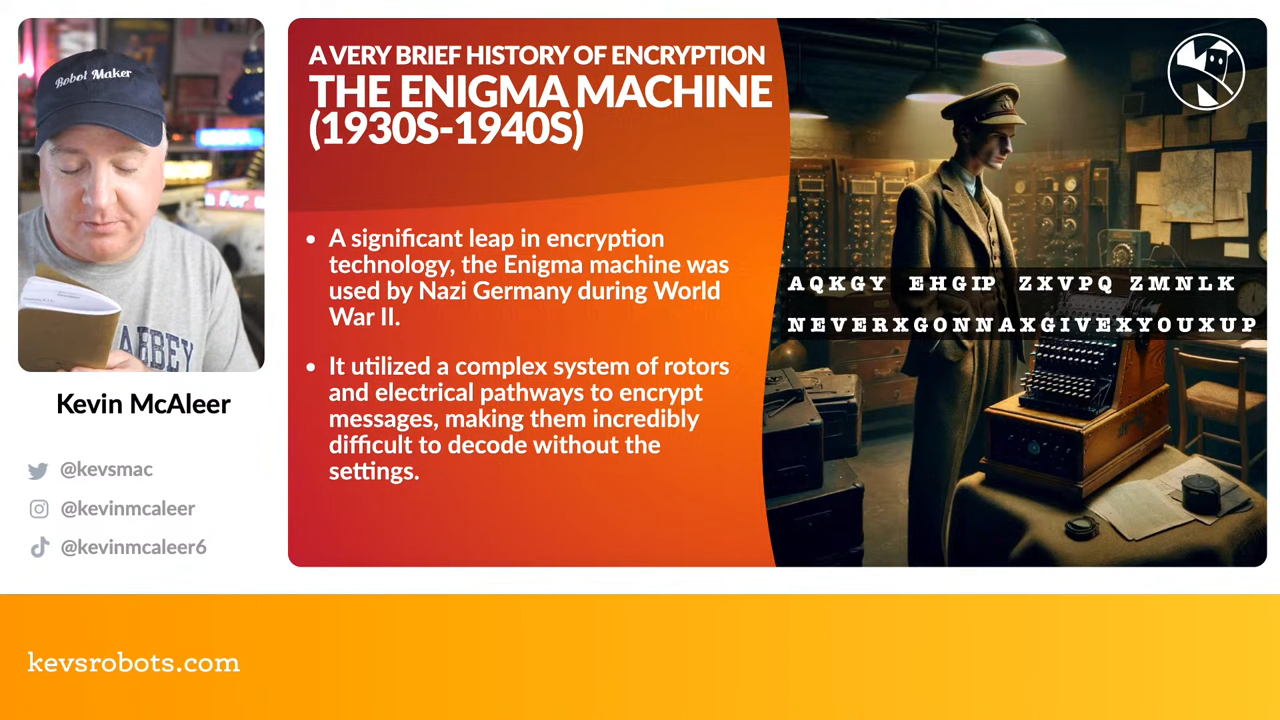 Robot Maker
ABBEY
Kevin McAleer
@kevsmac
@kevinmcaleer
@kevinmcaleer6
A VERY BRIEF HISTORY OF ENCRYPTION
THE ENIGMA MACHINE
(1930S-1940S)
• A significant leap in encryption
technology, the Enigma machine was
used by Nazi Germany during World
War II.
• It utilized a complex system of rotors
and electrical pathways to encrypt
messages, making them incredibly
difficult to decode without the
settings.
AQKGY EHGIP ZXVPQ ZMNLK
NEVERXGONNAXGIVEXYOUXUP
kevsrobots.com